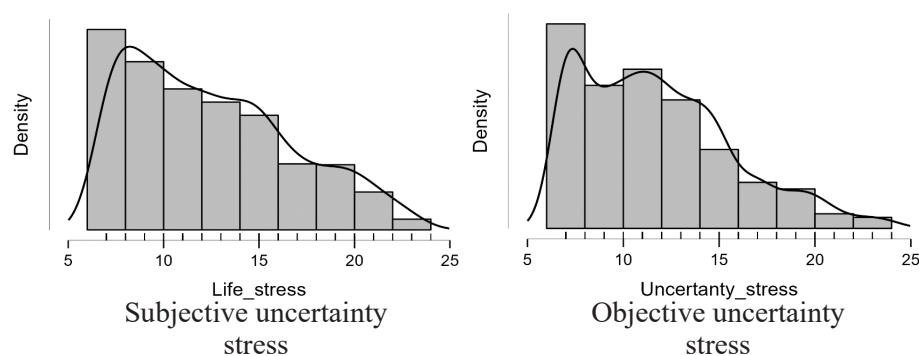 Density
5 10 15 20 25
Life_stress
Subjective uncertainty
stress
Density
5 10 15 20 25
Uncertanty_stress
Objective uncertainty
stress